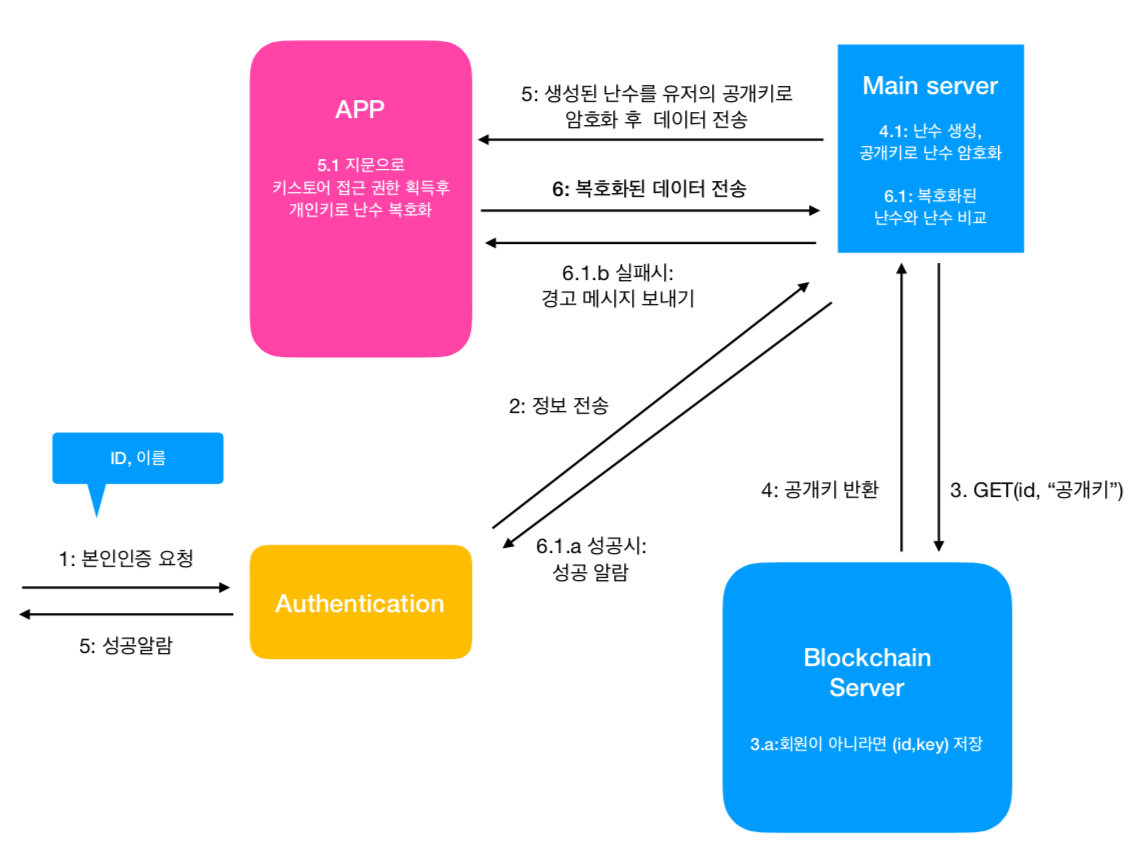 APP
5.1 지문으로
키스토어 접근 권한 획득후
개인키로 난수 복호화
5: 생성된 난수를 유저의 공개키로
암호화 후 데이터 전송
6: 복호화된 데이터 전송
6.1.b 실패시:
경고 메시지 보내기
Main server
4.1: 난수 생성,
공개키로 난수 암호화
6.1: 복호화된
난수와 난수 비교
2: 정보 전송
ID, 이름
4: 공개키 반환
3. GET(id, “공개키”)
1: 본인인증 요청
6.1.a 성공시:
성공 알람
Authentication
5: 성공알람
Blockchain
Server
3.a:회원이 아니라면 (id,key) 저장